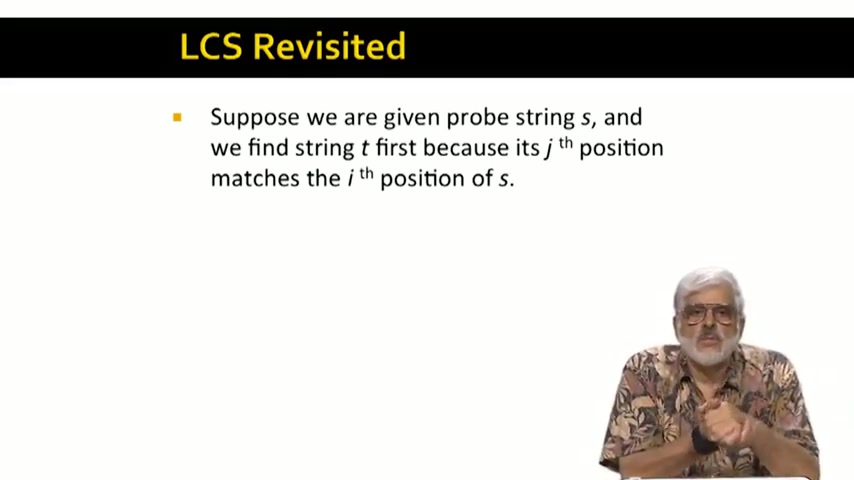 LCS Revisited
Suppose we are given probe string s, and
we find string t first because its j th position
matches the i th position of s.